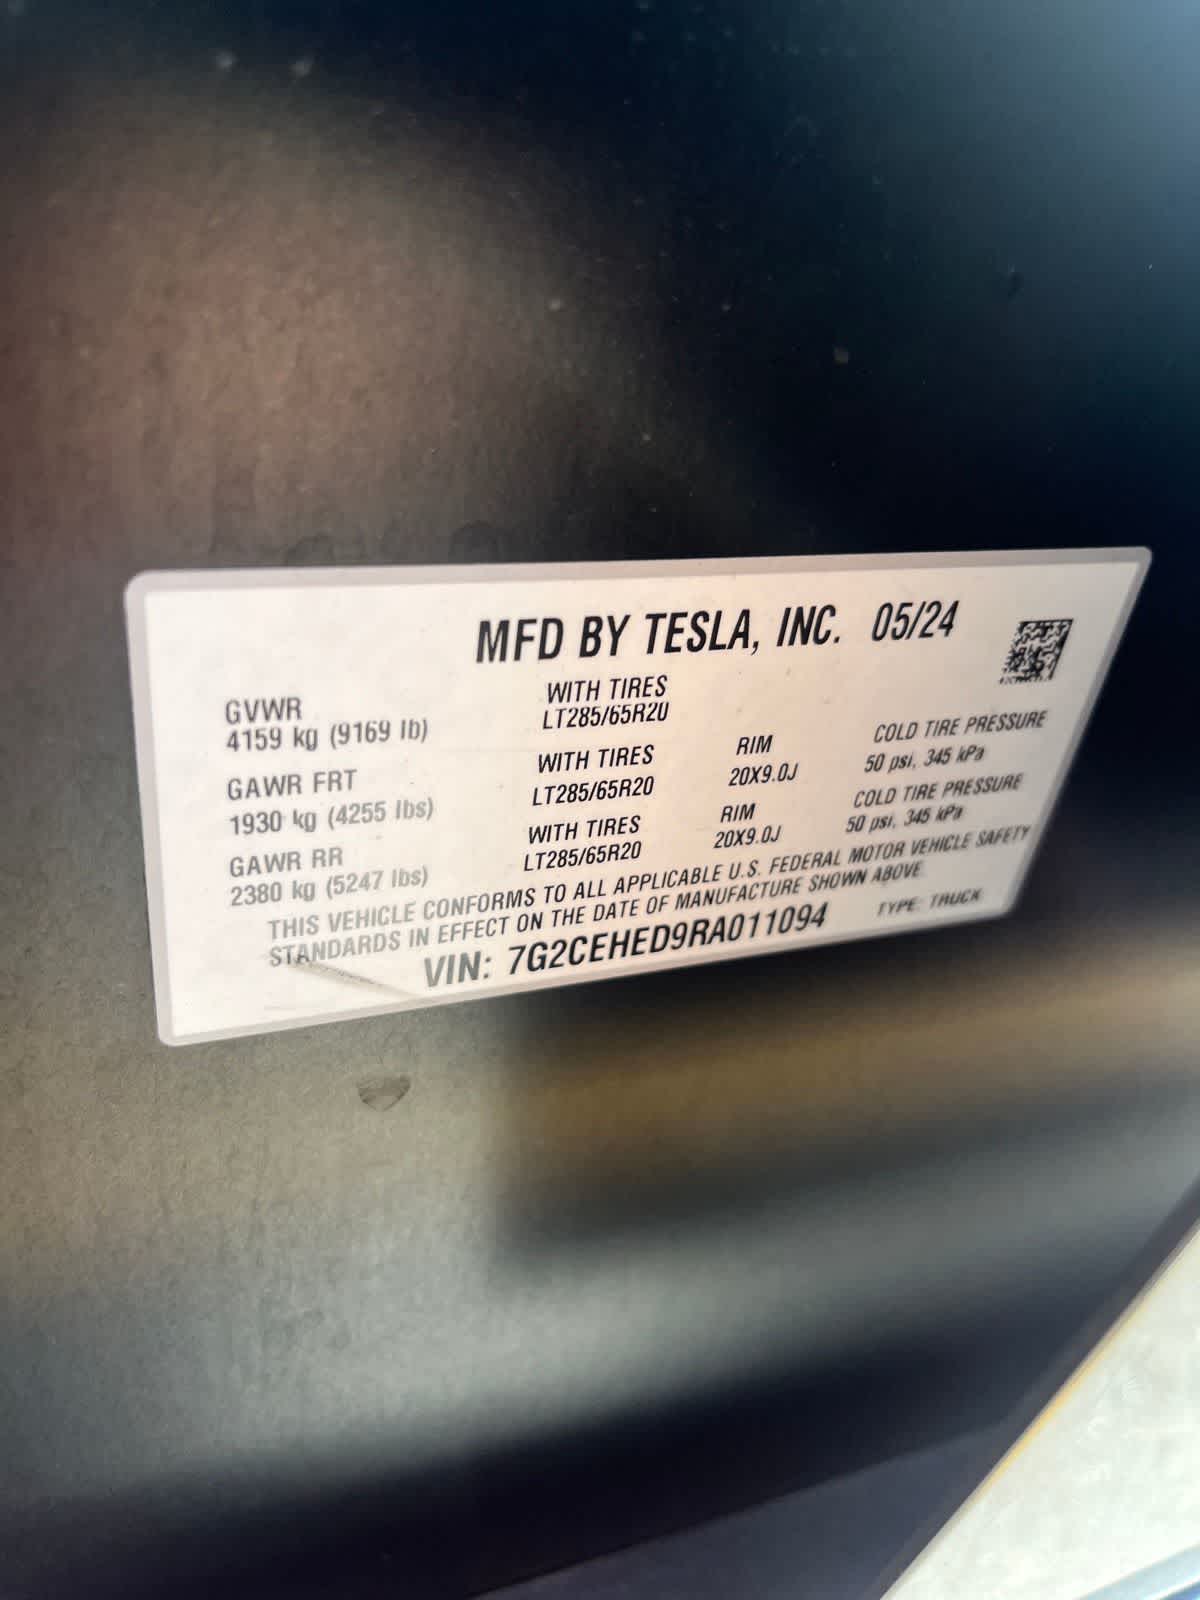 MFD BY TESLA, INC. 05/24
GVWR WITH TIRES
4159 kg (9169 lb) LT285/65R20
GAWR FRT WITH TIRES RIM COLD TIRE PRESSURE
1930 kg (4255 lbs) LT285/65R20 20X9.0J 50 psi, 345 kPa
GAWR RR WITH TIRES RIM COLD TIRE PRESSURE
2380 kg (5247 lbs) LT285/65R20 20X9.0J 50 psi, 345 kPa
THIS VEHICLE CONFORMS TO ALL APPLICABLE U.S. FEDERAL MOTOR VEHICLE SAFETY
STANDARDS IN EFFECT ON THE DATE OF MANUFACTURE SHOWN ABOVE
VIN: 7G2CEHED9RA011094 TYPE: TRUCK